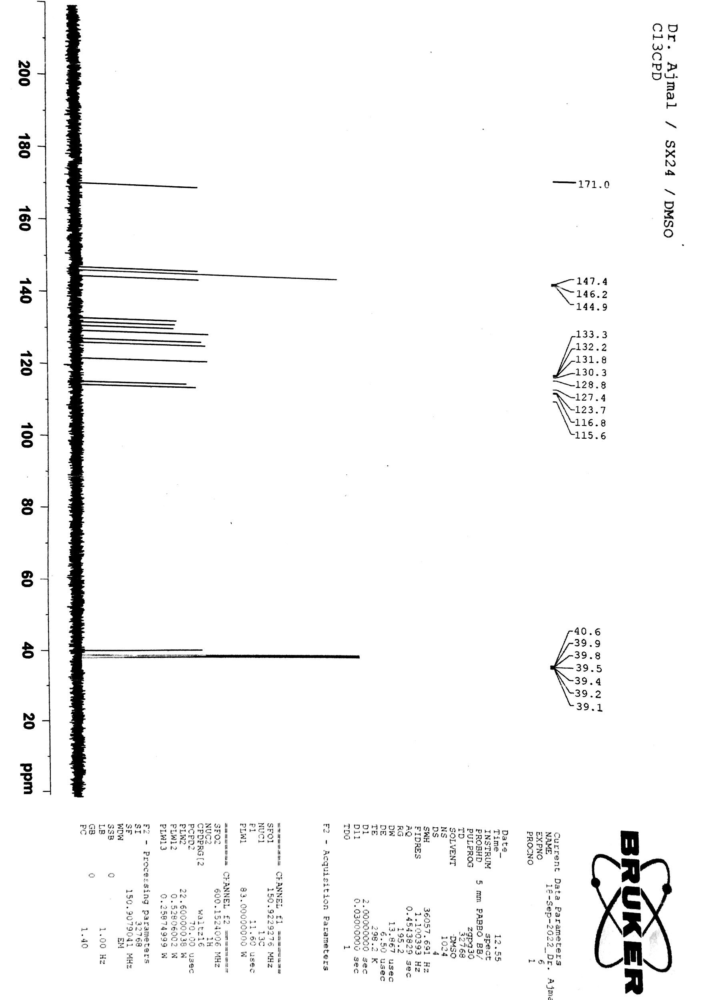 Dr. Ajmal / SX24 / DMSO
C13CPD
171.0
147.4
146.2
144.9
133.3
132.2
131.8
130.3
128.8
127.4
123.7
116.8
115.6
40.6
39.9
39.8
39.5
39.4
39.2
39.1
200 180 160 140 120 100 80 60 40 20 ppm
BRUKER
Current Data Parameters
NAME 18-Sep-2022_Dr. Ajma
EXPNO 6
PROCNO 1
Date_
Time 12.55
INSTRUM spect
PROBHD 5 mm PABBO BB/
PULPROG zgpg30
TD 32768
SOLVENT DMSO
NS 1024
DS 4
SWH 36057.691 Hz
FIDRES 1.100393 Hz
AQ 0.4543829 sec
RG 195.2
DW 13.867 usec
DE 6.50 usec
TE 298.2 K
D1 2.00000000 sec
D11 0.03000000 sec
TD0 1
F2 - Acquisition Parameters
======== CHANNEL f1 ========
SFO1 150.9229276 MHz
NUC1 13C
P1 11.60 usec
PLW1 83.00000000 W
======== CHANNEL f2 ========
SFO2 600.1524006 MHz
NUC2 1H
CPDPRG[2 waltz16
PCPD2 70.00 usec
PLW2 22.60000038 W
PLW12 0.52806002 W
PLW13 0.25874999 W
F2 - Processing parameters
SI 32768
SF 150.9079041 MHz
WDW EM
SSB 0
LB 1.00 Hz
GB 0
PC 1.40